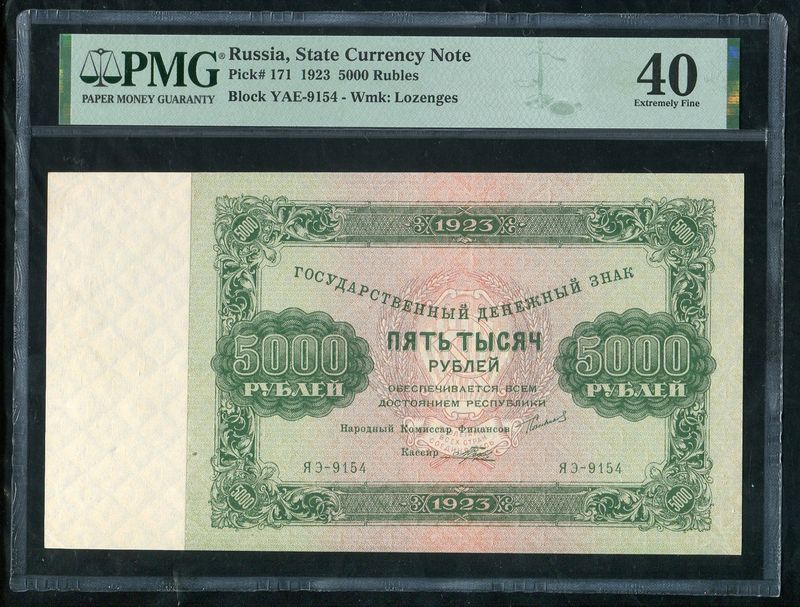 PMG®
PAPER MONEY GUARANTY
Russia, State Currency Note
Pick# 171 1923 5000 Rubles
Block YAE-9154 - Wmk: Lozenges
40
Extremely Fine
1923
5000
5000
ГОСУДАРСТВЕННЫЙ ДЕНЕЖНЫЙ ЗНАК
5000
РУБЛЕЙ
ПЯТЬ ТЫСЯЧ
РУБЛЕЙ
5000
РУБЛЕЙ
ОБЕСПЕЧИВАЕТСЯ ВСЕМ
ДОСТОЯНИЕМ РЕСПУБЛИКИ
Народный Комиссар Финансов
ВСЕХ СТРАН
Кассир
ЯЭ-9154
ЯЭ-9154
5000
1923
5000